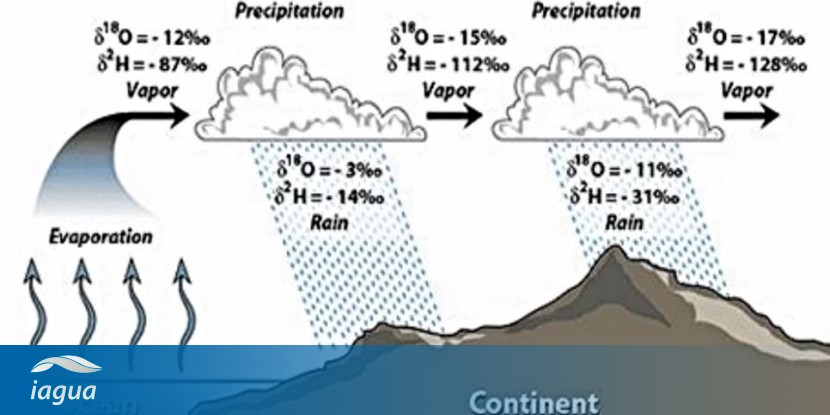 Precipitation
Precipitation
δ¹⁸O = - 12‰
δ²H = - 87‰
Vapor
δ¹⁸O = - 15‰
δ²H = - 112‰
Vapor
δ¹⁸O = - 17‰
δ²H = - 128‰
Vapor
δ¹⁸O = - 3‰
δ²H = - 14‰
Rain
δ¹⁸O = - 11‰
δ²H = - 31‰
Rain
Evaporation
iagua
Ocean
Continent